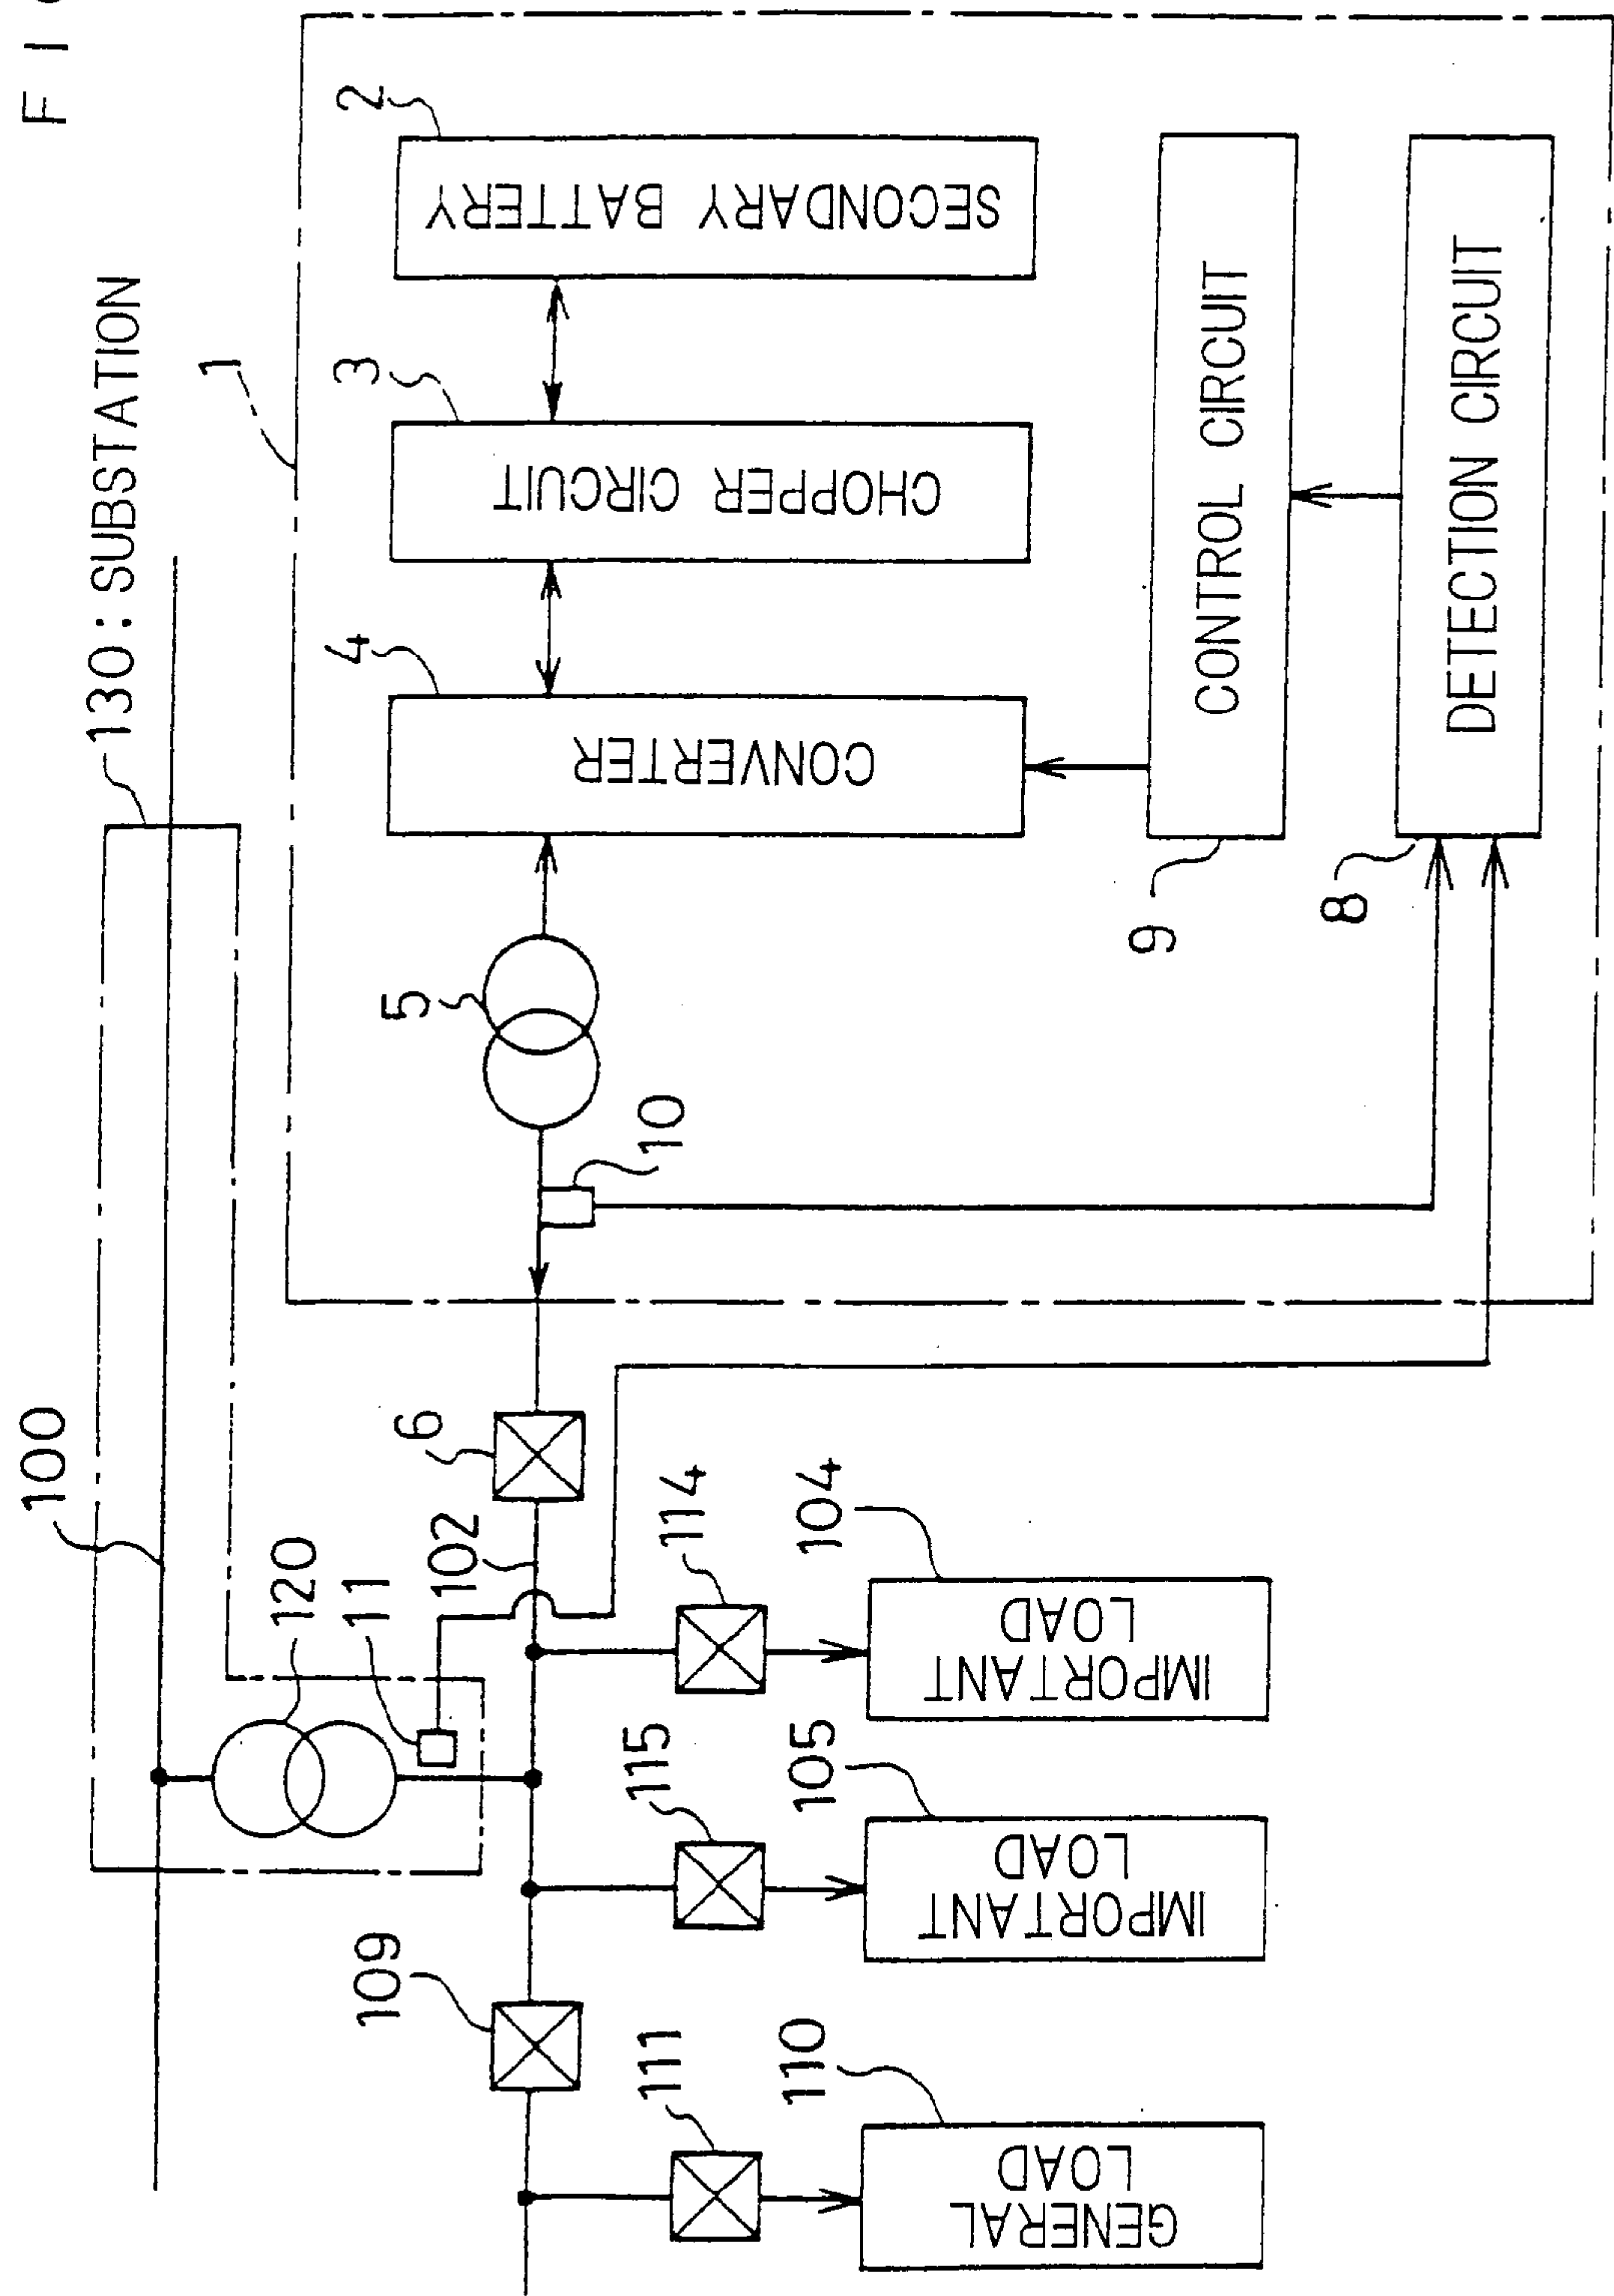 F I
100
130: SUBSTATION
120
11
1
109
102
6
5
4
3
2
CONVERTER
CHOPPER CIRCUIT
SECONDARY BATTERY
111
115
114
10
110
105
104
GENERAL
LOAD
IMPORTANT
LOAD
IMPORTANT
LOAD
9
CONTROL CIRCUIT
8
DETECTION CIRCUIT